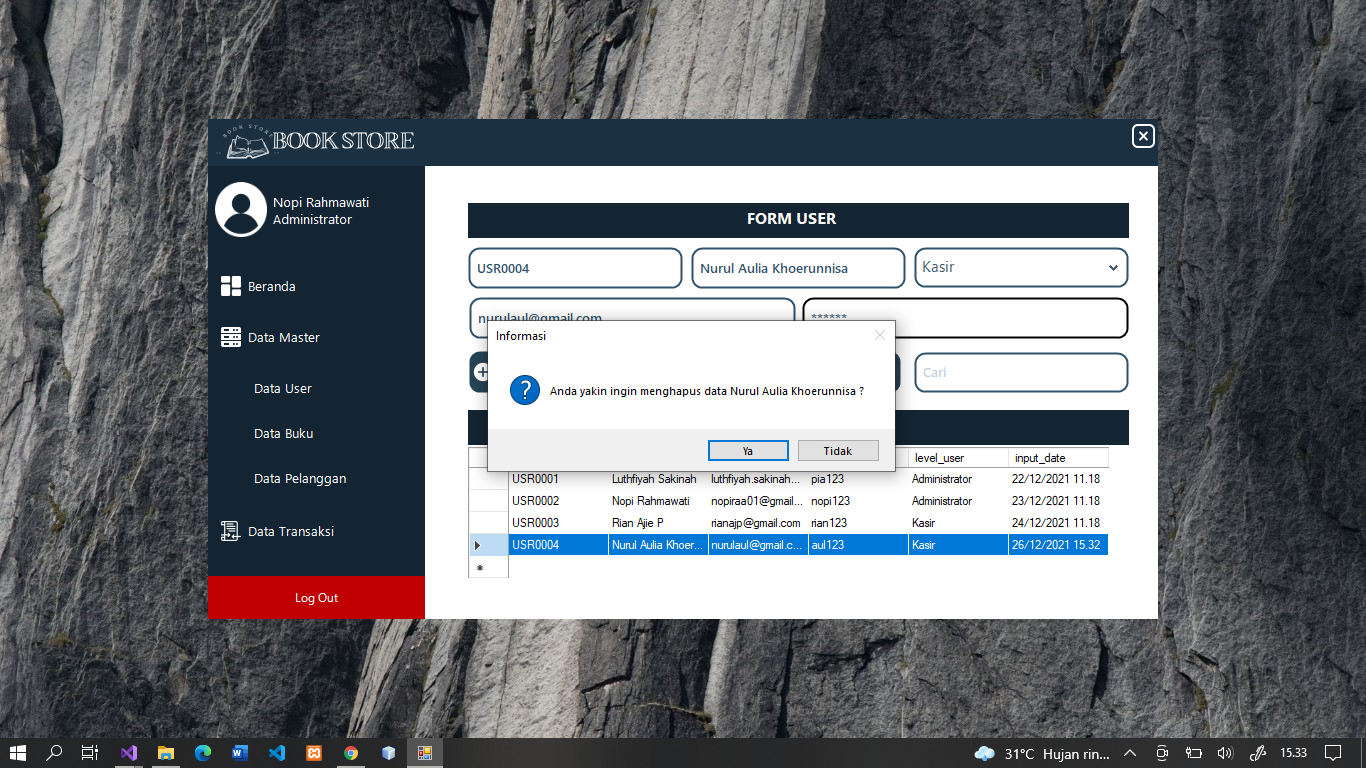 BOOK STORE
BOOK STORE
Nopi Rahmawati
Administrator
Beranda
Data Master
Data User
Data Buku
Data Pelanggan
Data Transaksi
Log Out
FORM USER
USR0004
Nurul Aulia Khoerunnisa
Kasir
nurulaul@gmail.com
******
Cari
Informasi
Anda yakin ingin menghapus data Nurul Aulia Khoerunnisa ?
Ya
Tidak
level_user input_date
USR0001 Luthfiyah Sakinah luthfiyah.sakinah... pia123 Administrator 22/12/2021 11.18
USR0002 Nopi Rahmawati nopiraa01@gmail... nopi123 Administrator 23/12/2021 11.18
USR0003 Rian Ajie P rianajp@gmail.com rian123 Kasir 24/12/2021 11.18
USR0004 Nurul Aulia Khoer... nurulaul@gmail.c... aul123 Kasir 26/12/2021 15.32
31°C Hujan rin... 15.33